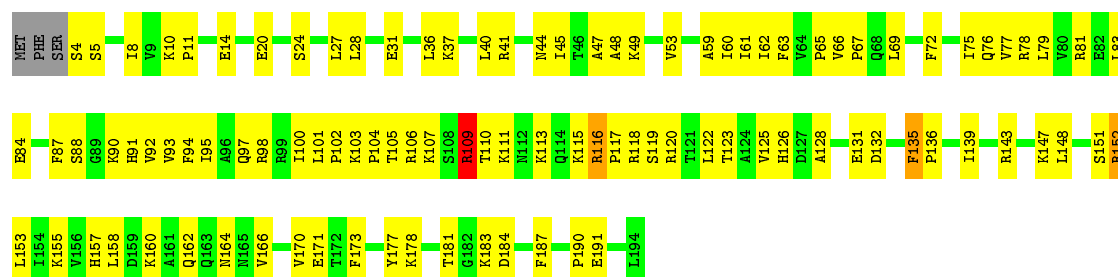 MET PHE SER S4 S5 I8 V9 K10 P11 E14 E20 S24 L27 L28 E31 L36 K37 L40 R41 N44 I45 T46 A47 A48 K49 V53 A59 I60 I61 I62 F63 V64 P65 V66 P67 Q68 L69 F72 I75 Q76 V77 R78 L79 V80 R81 E82 L83
E84 F87 S88 G89 K90 H91 V92 V93 F94 I95 A96 Q97 R98 R99 I100 L101 P102 K103 P104 T105 R106 K107 S108 R109 T110 K111 N112 K113 Q114 K115 R116 P117 R118 S119 R120 T121 L122 T123 A124 V125 H126 D127 A128 E131 D132 F135 P136 I139 R143 K147 L148 S151 R152
L153 I154 K155 V156 H157 L158 D159 K160 A161 Q162 Q163 N164 N165 V166 V170 E171 T172 F173 Y177 K178 T181 G182 K183 D184 F187 P190 E191 L194